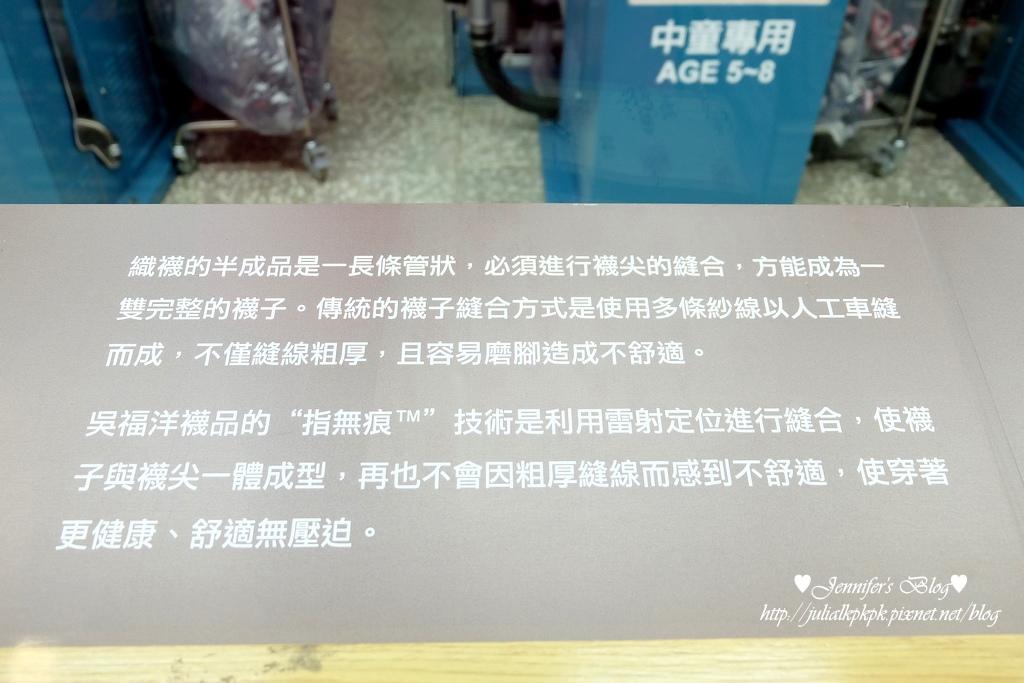 中童專用
AGE 5~8
織襪的半成品是一長條管狀，必須進行襪尖的縫合，方能成為一
雙完整的襪子。傳統的襪子縫合方式是使用多條紗線以人工車縫
而成，不僅縫線粗厚，且容易磨腳造成不舒適。
吳福洋襪品的“指無痕™”技術是利用雷射定位進行縫合，使襪
子與襪尖一體成型，再也不會因粗厚縫線而感到不舒適，使穿著
更健康、舒適無壓迫。
♥Jennifer's Blog♥
http://julialkpkpk.pixnet.net/blog